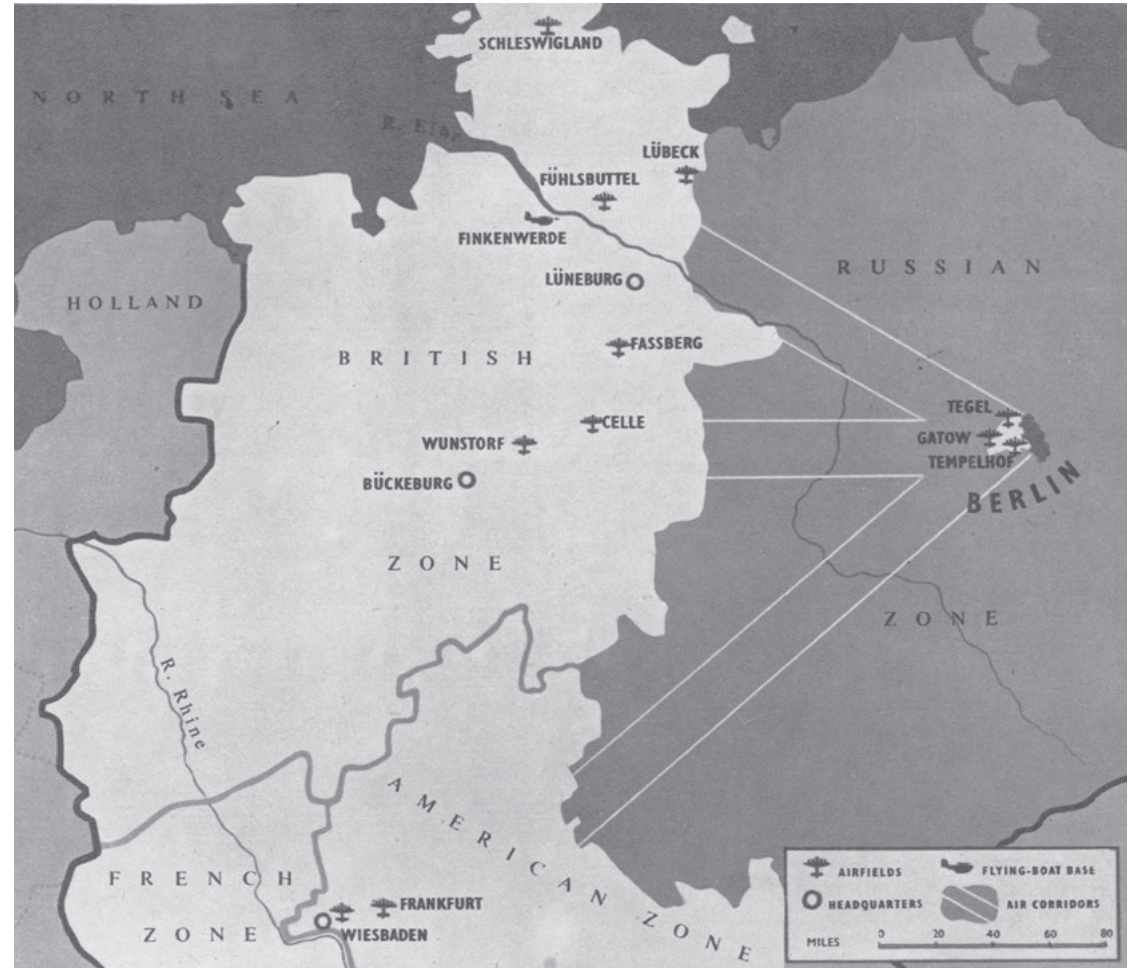 SCHLESWIGLAND
NORTH SEA
R. Elbe
LÜBECK
FÜHLSBUTTEL
FINKENWERDE
RUSSIAN
LÜNEBURG
HOLLAND
BRITISH
FASSBERG
TEGEL
CELLE
GATOW
WUNSTORF
TEMPELHOF
BÜCKEBURG
BERLIN
ZONE
ZONE
R. Rhine
AMERICAN ZONE
FRENCH
ZONE
FRANKFURT
WIESBADEN
AIRFIELDS
FLYING-BOAT BASE
HEADQUARTERS
AIR CORRIDORS
MILES
0 20 40 60 80